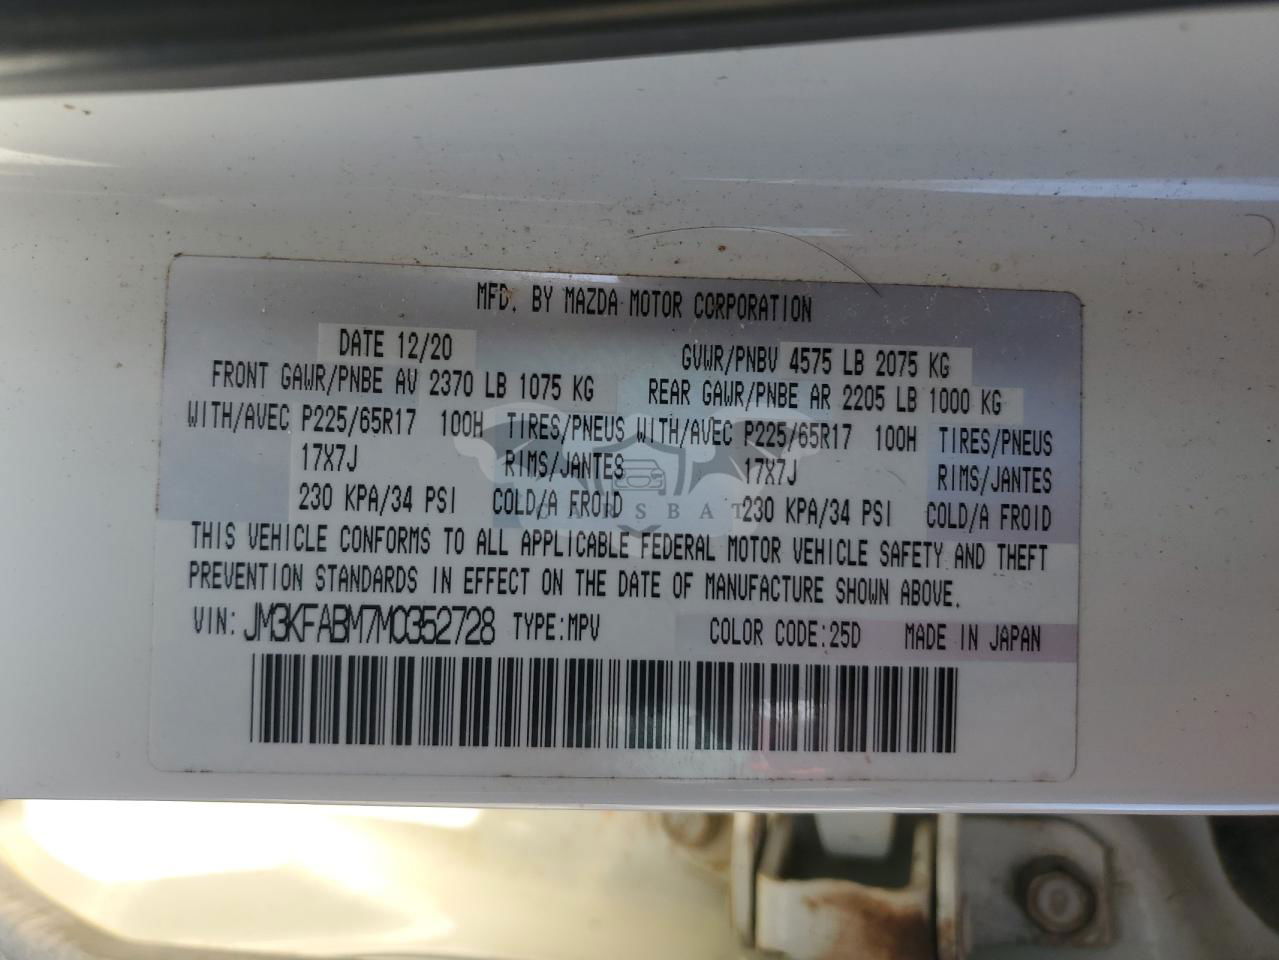 MFD. BY MAZDA MOTOR CORPORATION
DATE 12/20 GVWR/PNBV 4575 LB 2075 KG
FRONT GAWR/PNBE AV 2370 LB 1075 KG REAR GAWR/PNBE AR 2205 LB 1000 KG
WITH/AVEC P225/65R17 100H TIRES/PNEUS WITH/AVEC P225/65R17 100H TIRES/PNEUS
17X7J RIMS/JANTES 17X7J RIMS/JANTES
230 KPA/34 PSI COLD/A FROID 230 KPA/34 PSI COLD/A FROID
CARSBAT
THIS VEHICLE CONFORMS TO ALL APPLICABLE FEDERAL MOTOR VEHICLE SAFETY AND THEFT
PREVENTION STANDARDS IN EFFECT ON THE DATE OF MANUFACTURE SHOWN ABOVE.
VIN: JM3KFABM7M0352728 TYPE:MPV COLOR CODE:25D MADE IN JAPAN